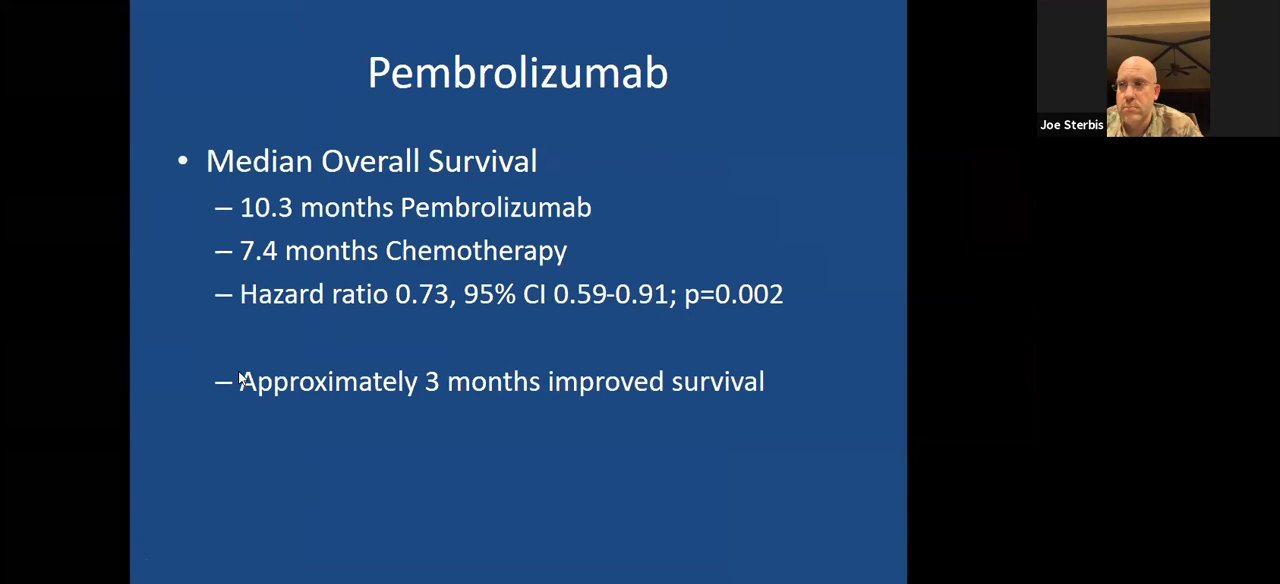 Pembrolizumab
• Median Overall Survival
– 10.3 months Pembrolizumab
– 7.4 months Chemotherapy
– Hazard ratio 0.73, 95% CI 0.59-0.91; p=0.002
– Approximately 3 months improved survival
Joe Sterbis